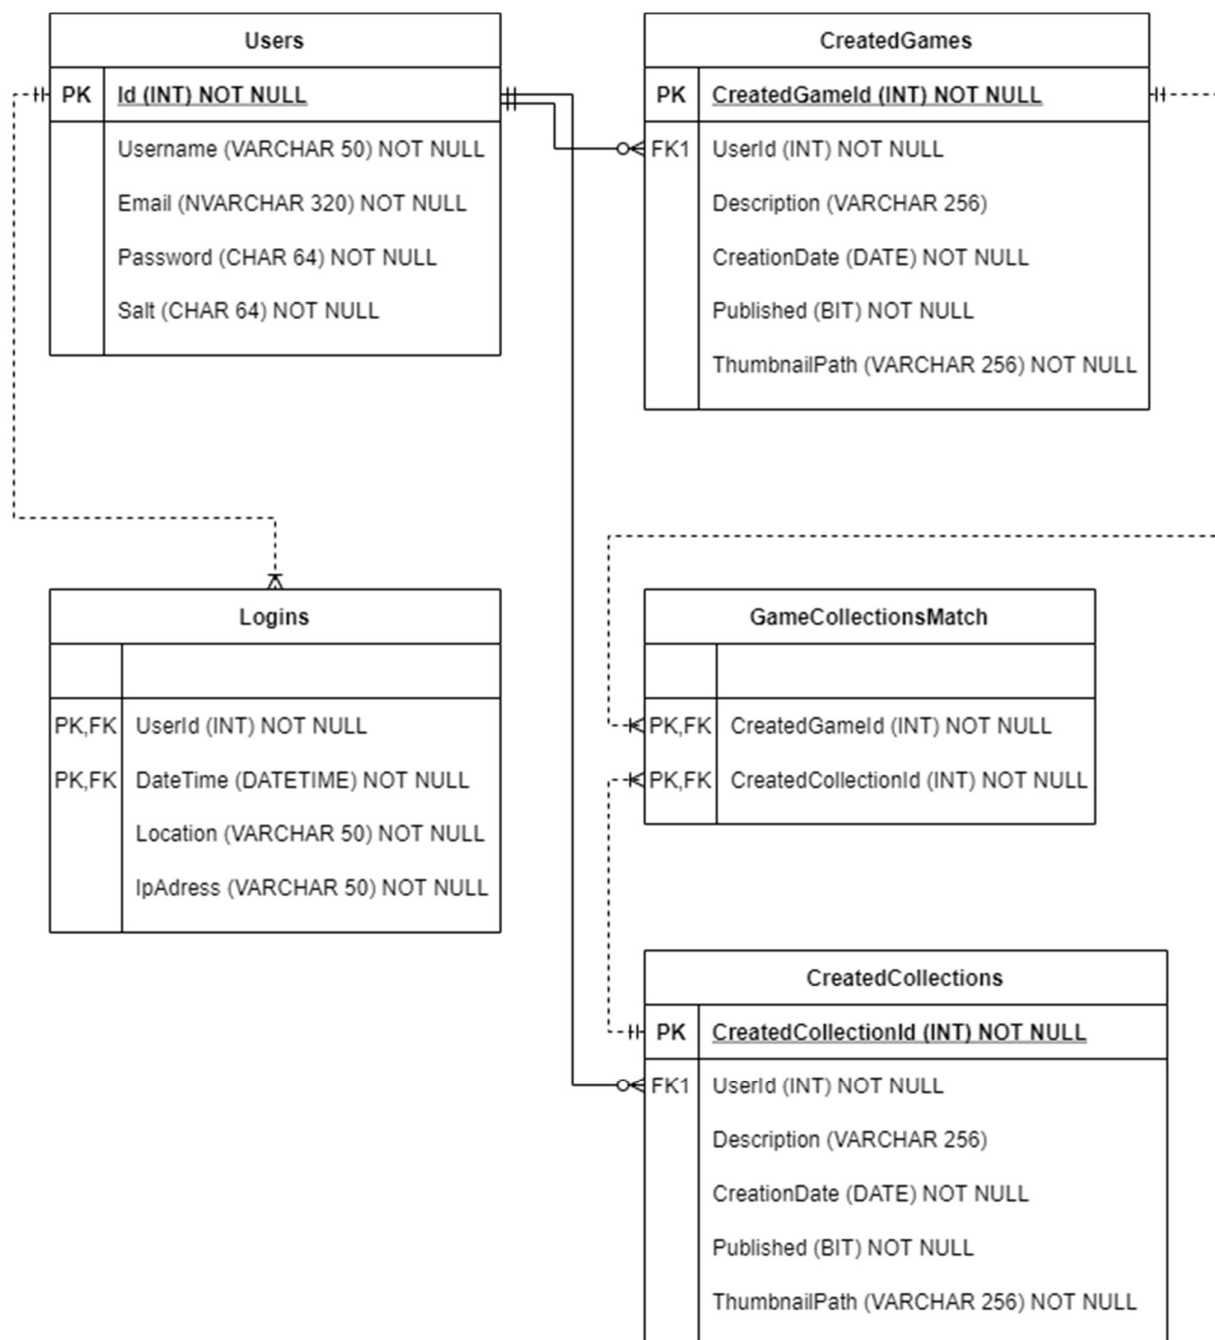 Users
PK Id (INT) NOT NULL
Username (VARCHAR 50) NOT NULL
Email (NVARCHAR 320) NOT NULL
Password (CHAR 64) NOT NULL
Salt (CHAR 64) NOT NULL
CreatedGames
PK CreatedGameId (INT) NOT NULL
FK1 UserId (INT) NOT NULL
Description (VARCHAR 256)
CreationDate (DATE) NOT NULL
Published (BIT) NOT NULL
ThumbnailPath (VARCHAR 256) NOT NULL
Logins
PK,FK UserId (INT) NOT NULL
PK,FK DateTime (DATETIME) NOT NULL
Location (VARCHAR 50) NOT NULL
IpAdress (VARCHAR 50) NOT NULL
GameCollectionsMatch
PK,FK CreatedGameId (INT) NOT NULL
PK,FK CreatedCollectionId (INT) NOT NULL
CreatedCollections
PK CreatedCollectionId (INT) NOT NULL
FK1 UserId (INT) NOT NULL
Description (VARCHAR 256)
CreationDate (DATE) NOT NULL
Published (BIT) NOT NULL
ThumbnailPath (VARCHAR 256) NOT NULL